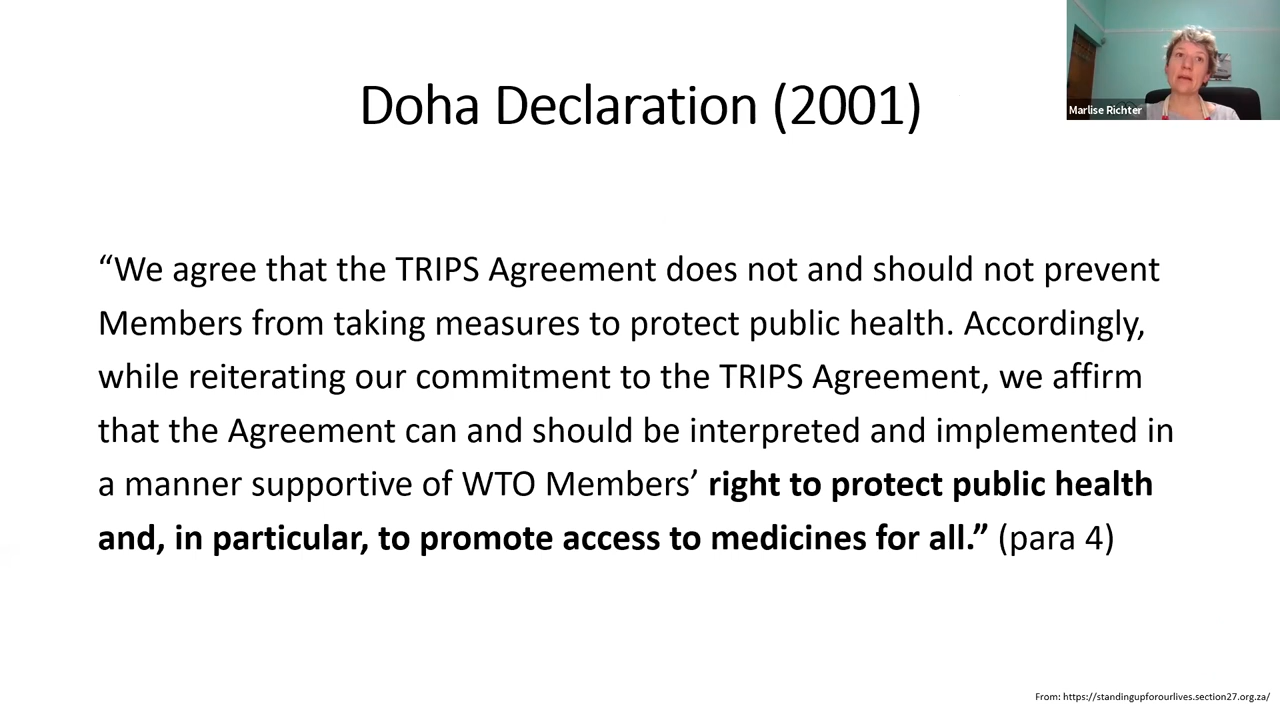 Doha Declaration (2001)
Marlise Richter
“We agree that the TRIPS Agreement does not and should not prevent
Members from taking measures to protect public health. Accordingly,
while reiterating our commitment to the TRIPS Agreement, we affirm
that the Agreement can and should be interpreted and implemented in
a manner supportive of WTO Members’ right to protect public health
and, in particular, to promote access to medicines for all.” (para 4)
From: https://standingupforourlives.section27.org.za/